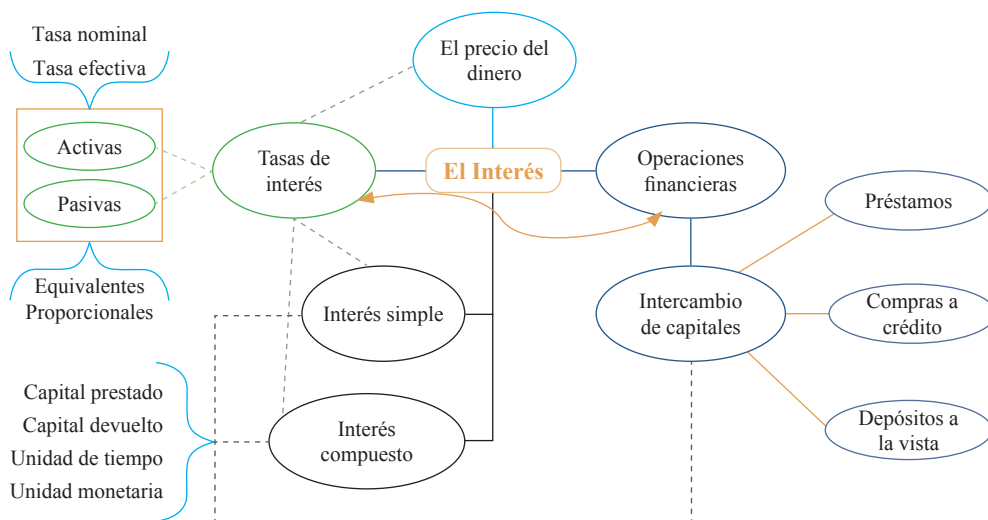 Tasa nominal
Tasa efectiva
Activas
Pasivas
Equivalentes
Proporcionales
Capital prestado
Capital devuelto
Unidad de tiempo
Unidad monetaria
El precio del
dinero
Tasas de
interés
El Interés
Operaciones
financieras
Interés simple
Interés
compuesto
Intercambio
de capitales
Préstamos
Compras a
crédito
Depósitos a
la vista